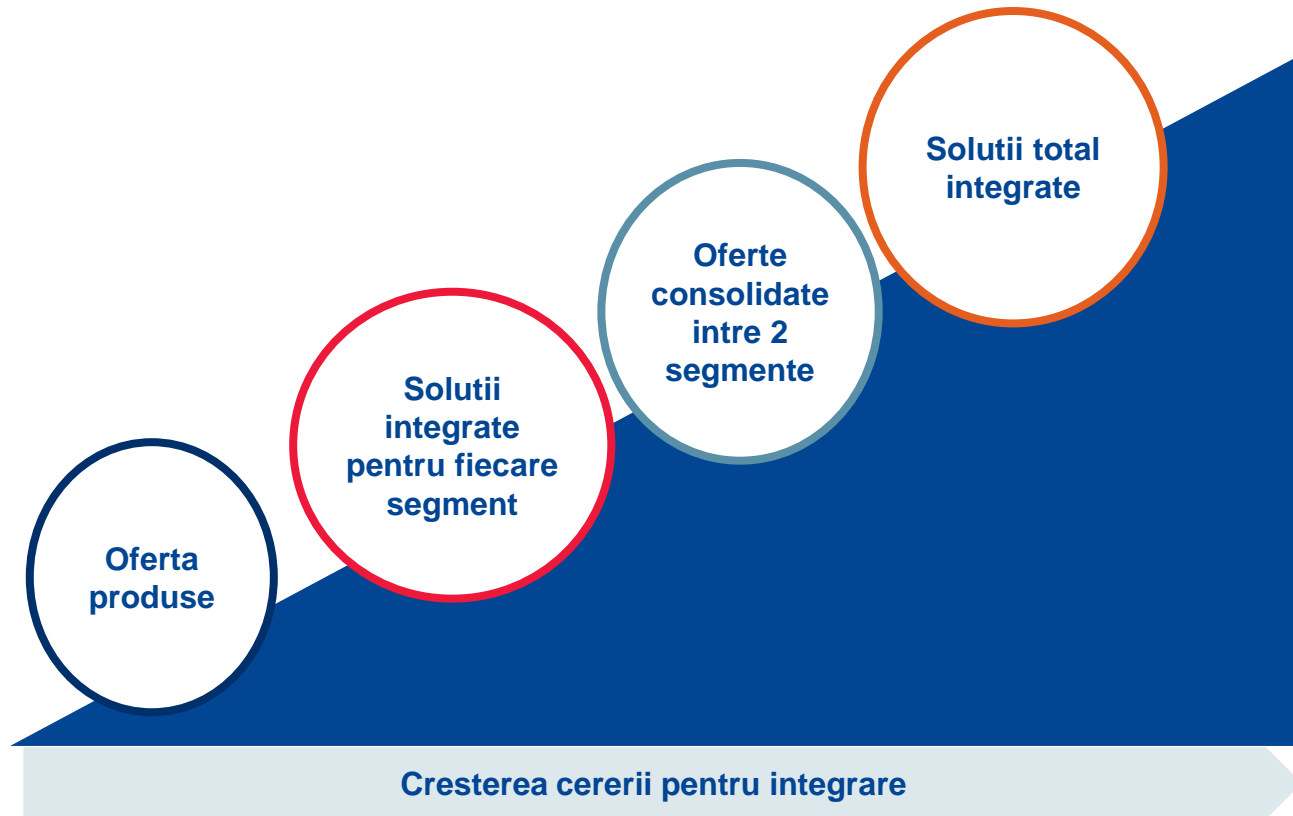 Oferta
produse
Solutii
integrate
pentru fiecare
segment
Oferte
consolidate
intre 2
segmente
Solutii total
integrate
Cresterea cererii pentru integrare